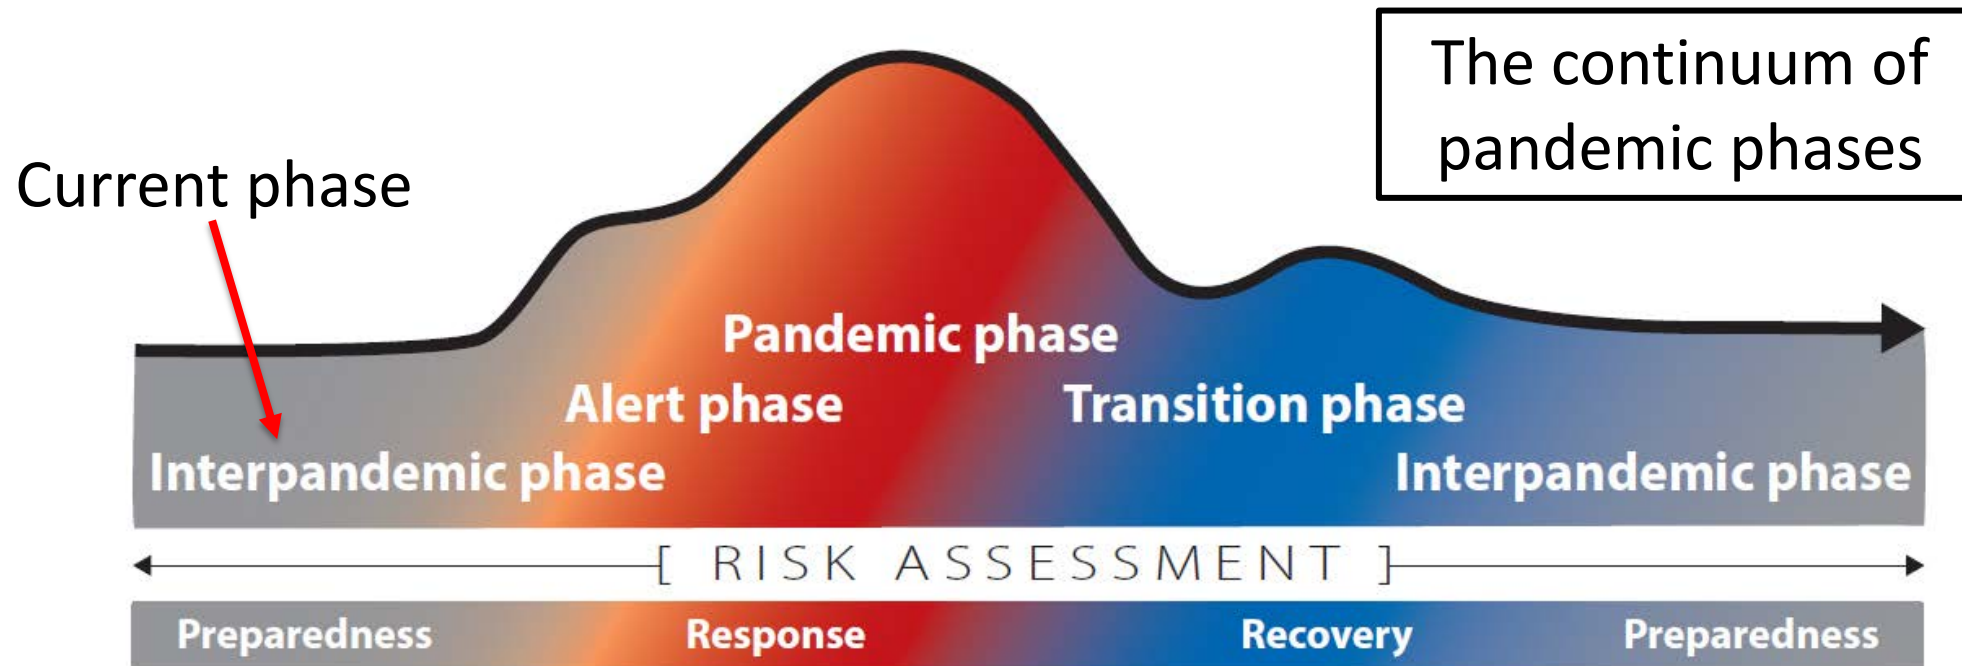 The continuum of
pandemic phases
Current phase
Pandemic phase
Alert phase
Transition phase
Interpandemic phase
Interpandemic phase
[ RISK ASSESSMENT ]
Preparedness
Response
Recovery
Preparedness